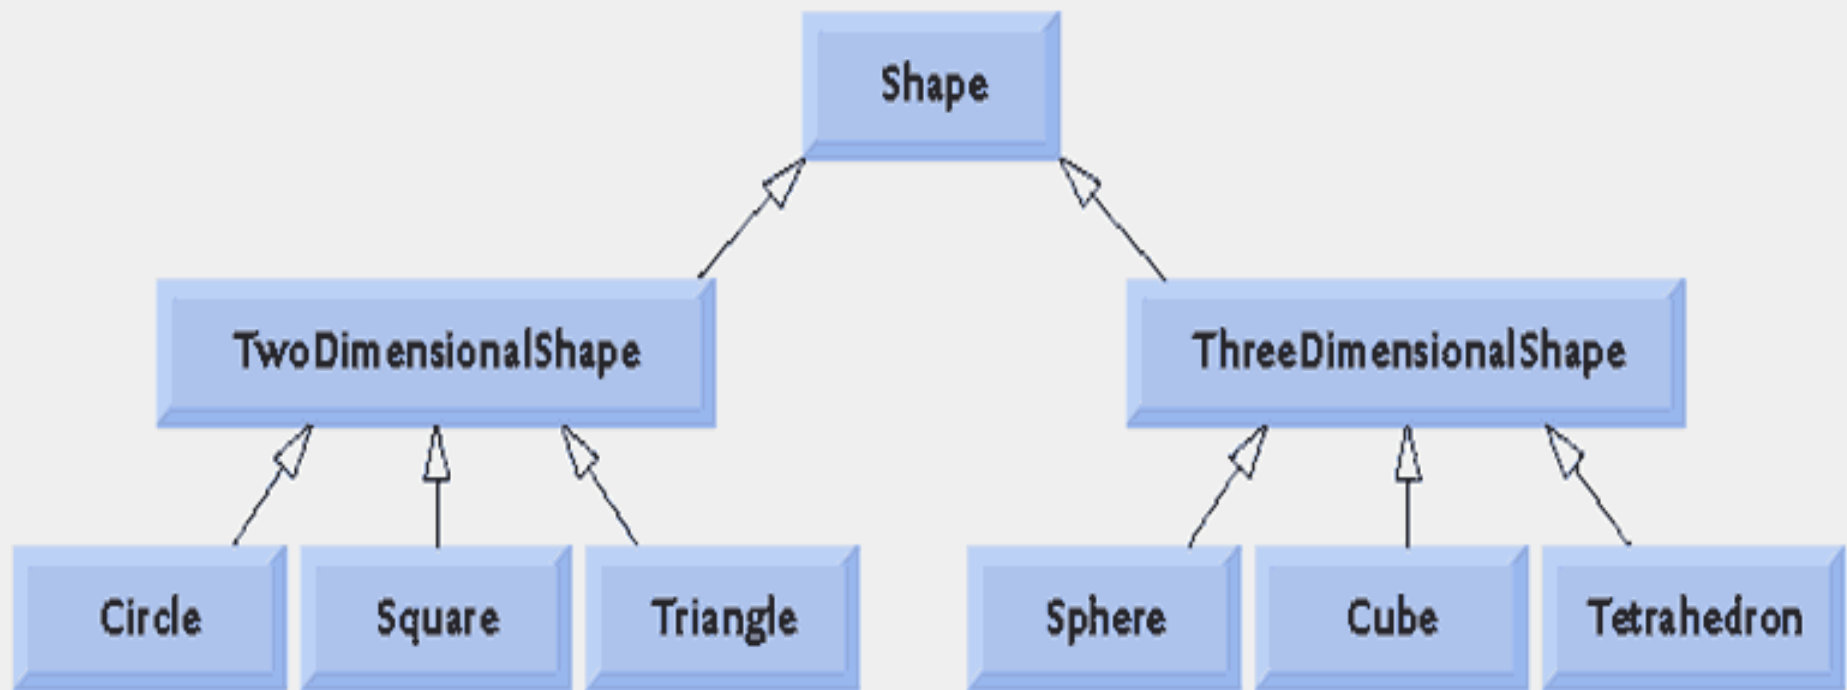 Shape
TwoDimensionalShape
ThreeDimensionalShape
Circle
Square
Triangle
Sphere
Cube
Tetrahedron